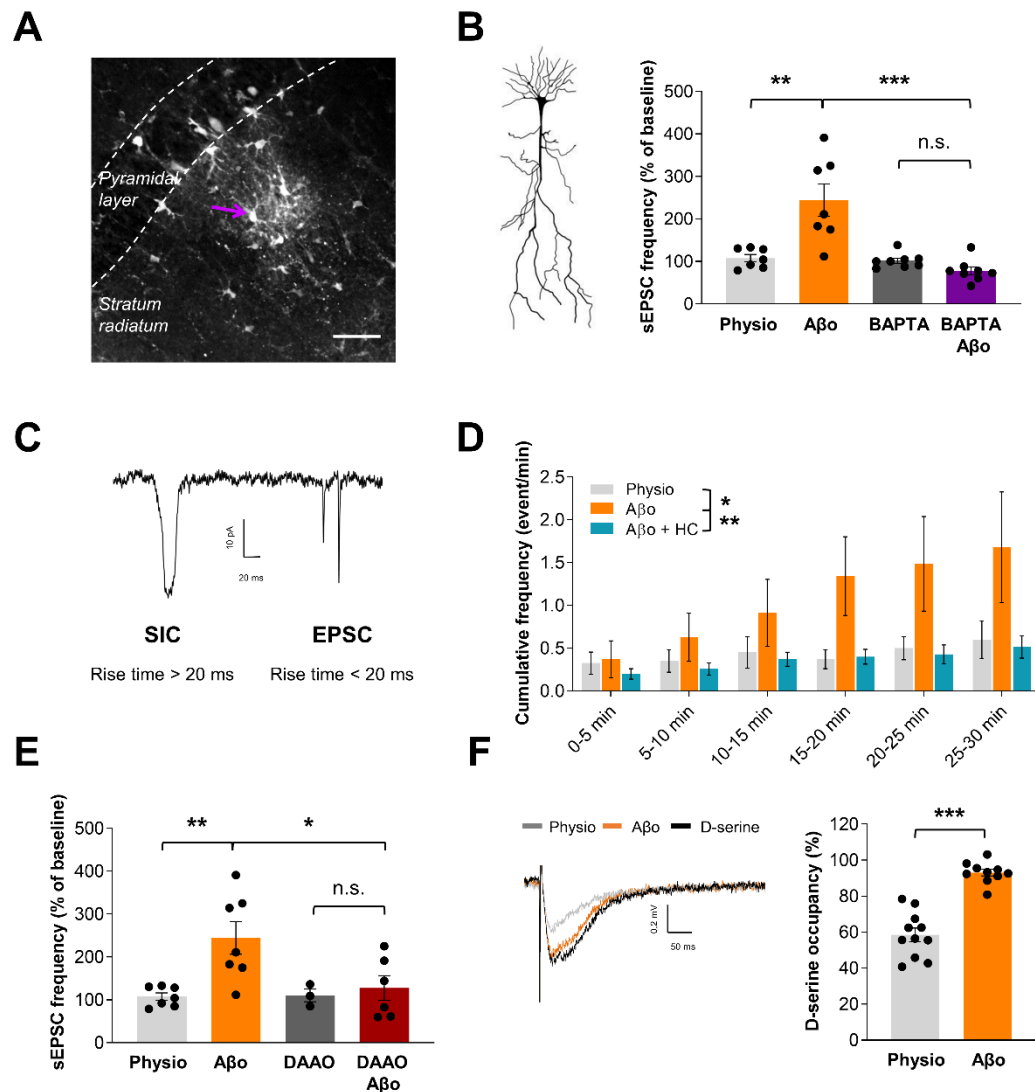 A
Pyramidal
layer
Stratum
radiatum
B
sEPSC frequency (% of baseline)
500
400
300
200
100
0
**
***
n.s.
Physio
Aβo
BAPTA
BAPTA
Aβo
C
10 pA
20 ms
SIC
EPSC
Rise time > 20 ms
Rise time < 20 ms
D
Cumulative frequency (event/min)
2.5
2.0
1.5
1.0
0.5
0.0
Physio
Aβo
Aβo + HC
*
**
0-5 min
5-10 min
10-15 min
15-20 min
20-25 min
25-30 min
E
sEPSC frequency (% of baseline)
500
400
300
200
100
0
**
*
n.s.
Physio
Aβo
DAAO
DAAO
Aβo
F
Physio
Aβo
D-serine
0.2 mV
50 ms
D-serine occupancy (%)
120
100
80
60
40
20
0
***
Physio
Aβo